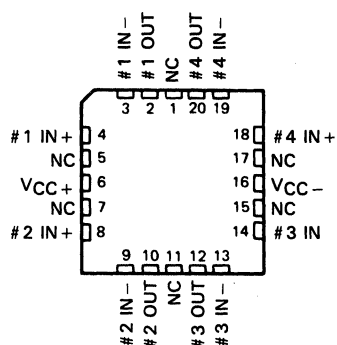 #1 IN-
#1 OUT
NC
#4 OUT
#4 IN-
3 2 1 20 19
#1 IN+ 4
18 #4 IN+
NC 5
17 NC
VCC+ 6
16 VCC-
NC 7
15 NC
#2 IN+ 8
14 #3 IN
9 10 11 12 13
#2 IN-
#2 OUT
NC
#3 OUT
#3 IN-